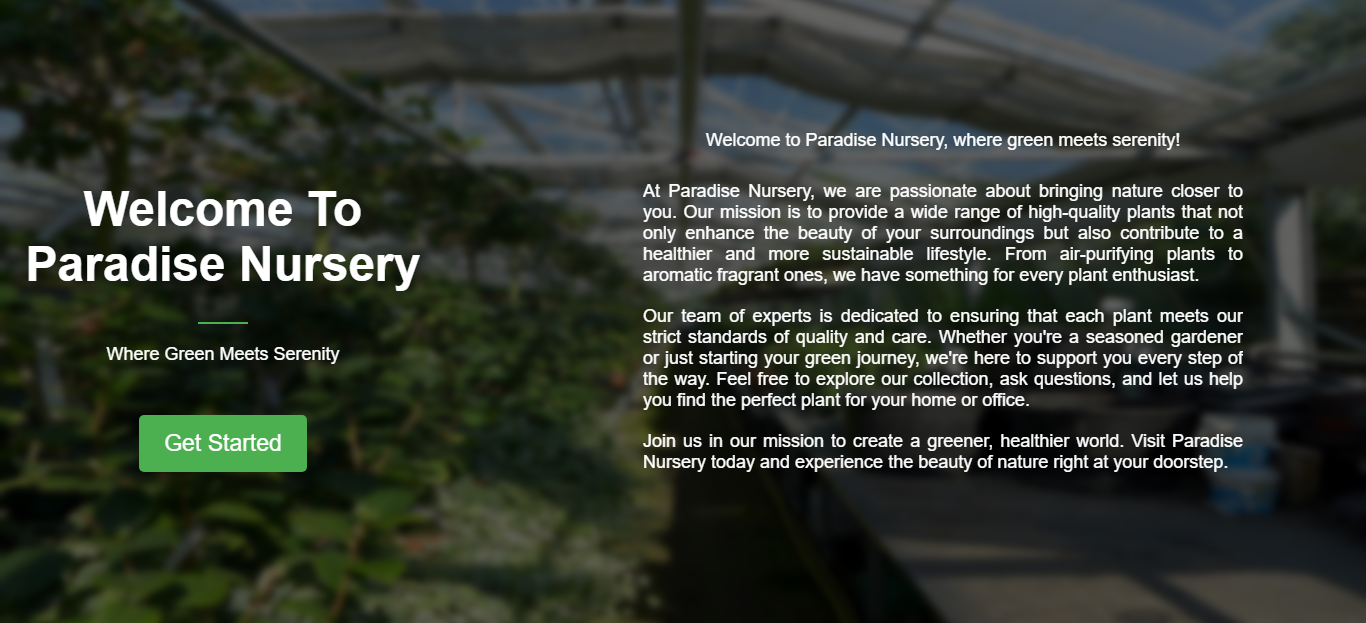 Welcome To
Paradise Nursery
Where Green Meets Serenity
Get Started
Welcome to Paradise Nursery, where green meets serenity!
At Paradise Nursery, we are passionate about bringing nature closer to
you. Our mission is to provide a wide range of high-quality plants that not
only enhance the beauty of your surroundings but also contribute to a
healthier and more sustainable lifestyle. From air-purifying plants to
aromatic fragrant ones, we have something for every plant enthusiast.
Our team of experts is dedicated to ensuring that each plant meets our
strict standards of quality and care. Whether you're a seasoned gardener
or just starting your green journey, we're here to support you every step of
the way. Feel free to explore our collection, ask questions, and let us help
you find the perfect plant for your home or office.
Join us in our mission to create a greener, healthier world. Visit Paradise
Nursery today and experience the beauty of nature right at your doorstep.